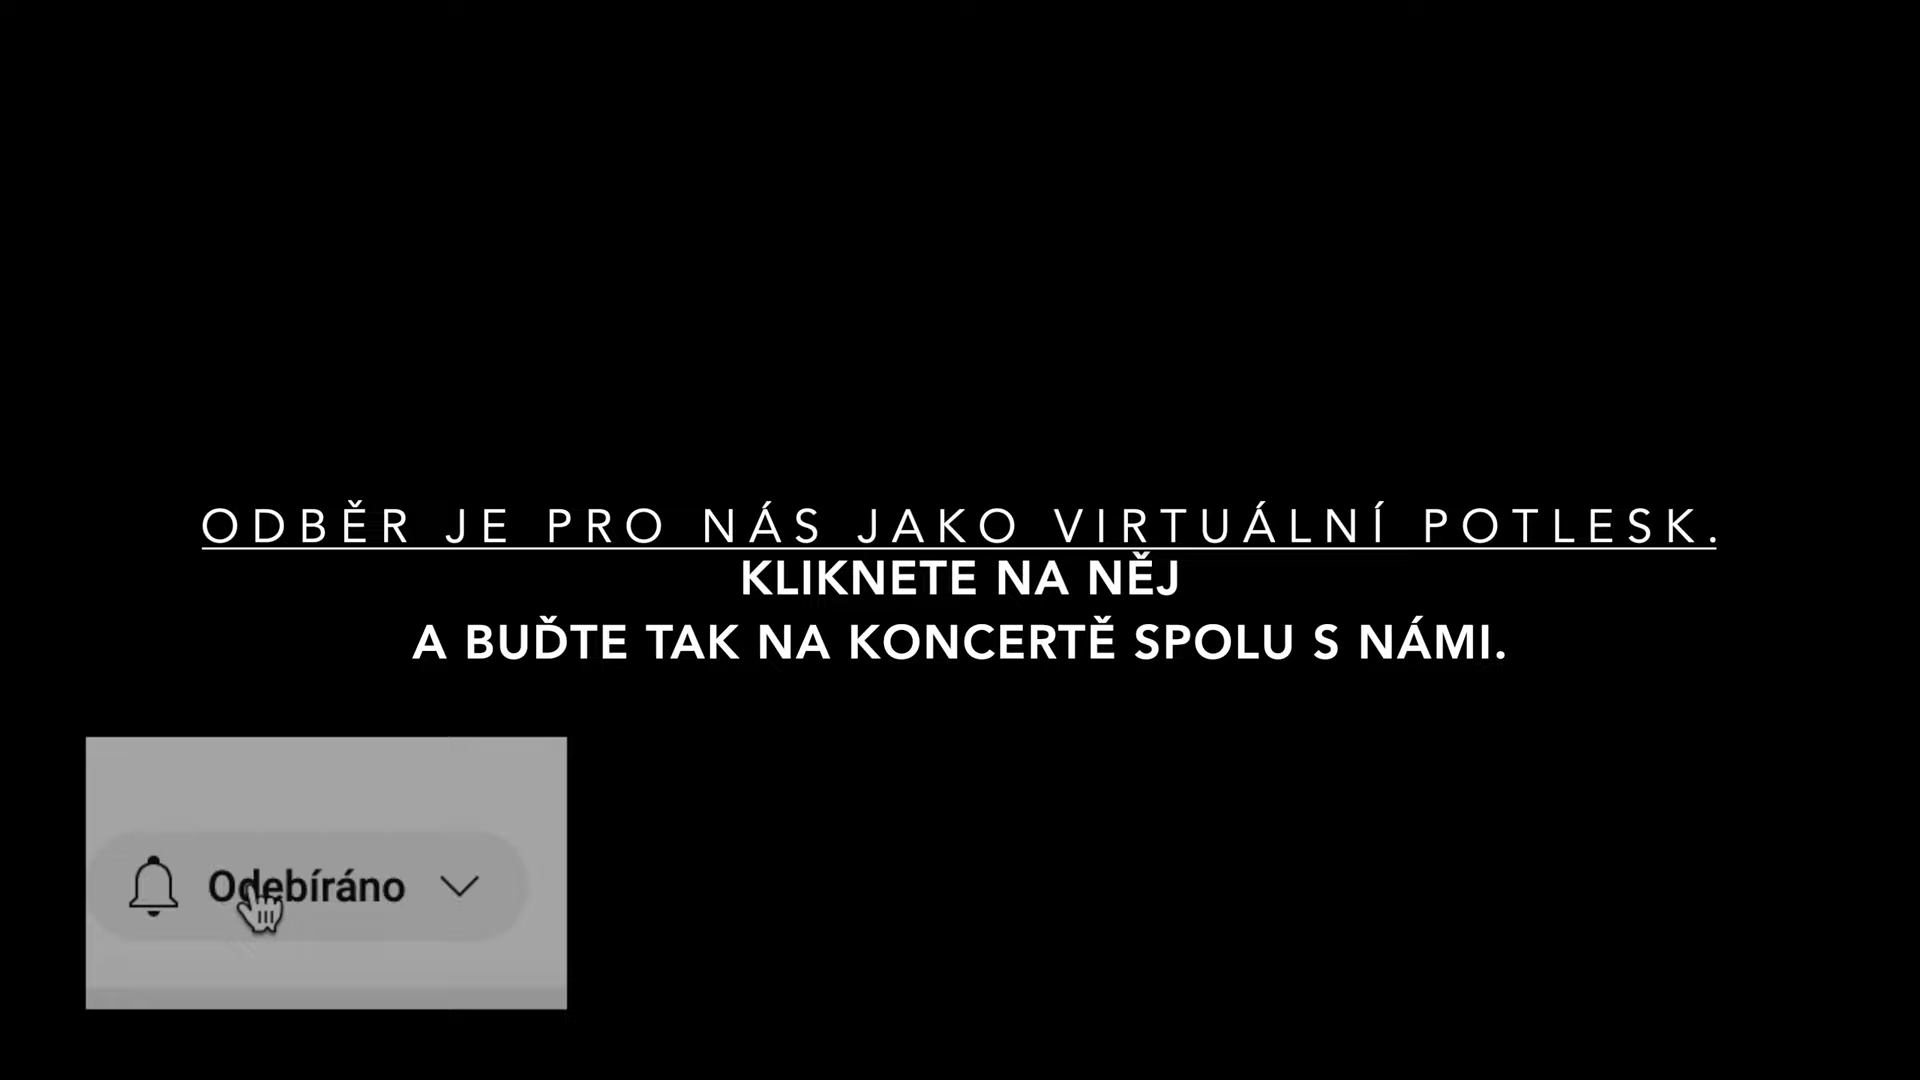 ODBĚR JE PRO NÁS JAKO VIRTUÁLNÍ POTLESK.
KLIKNETE NA NĚJ
A BUĎTE TAK NA KONCERTĚ SPOLU S NÁMI.
Odebíráno